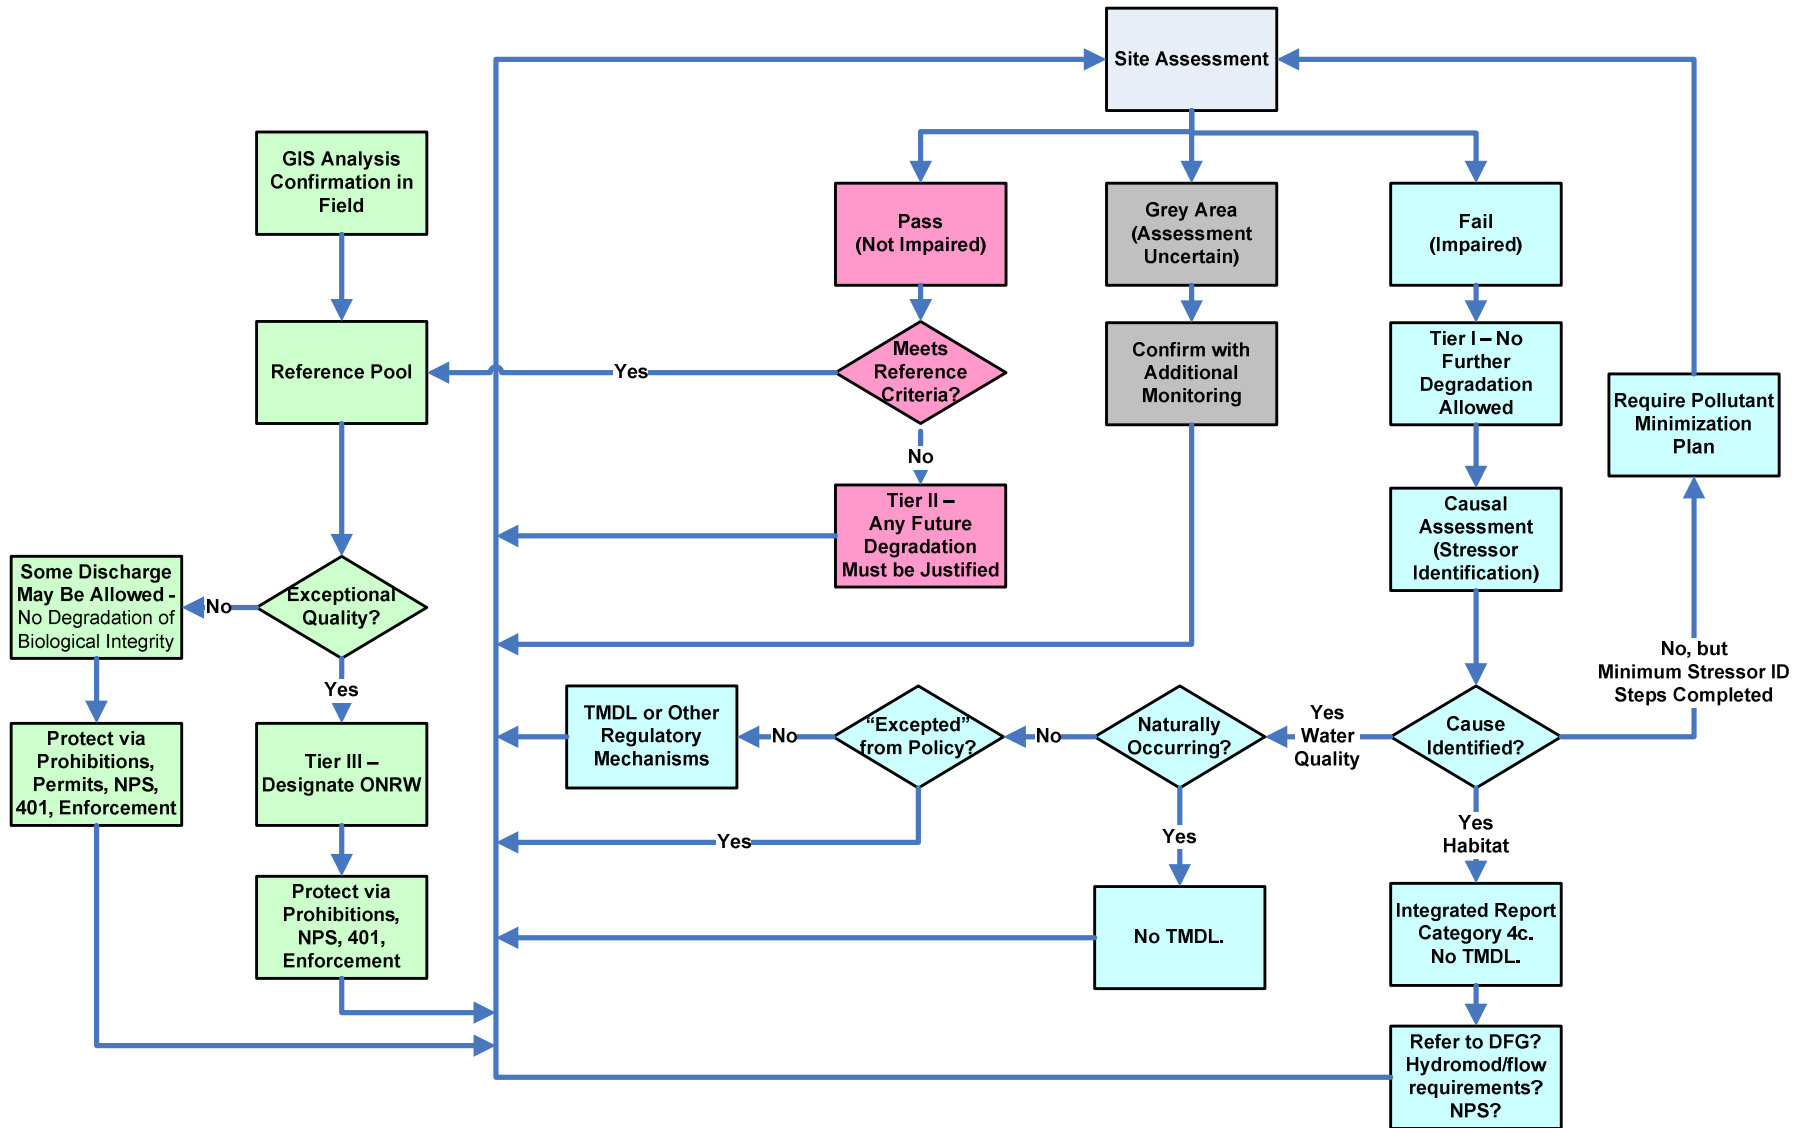 Site Assessment
GIS Analysis
Confirmation in
Field
Pass
(Not Impaired)
Grey Area
(Assessment
Uncertain)
Fail
(Impaired)
Reference Pool
Yes
Meets
Reference
Criteria?
Confirm with
Additional
Monitoring
Tier I – No
Further
Degradation
Allowed
Require Pollutant
Minimization
Plan
No
Tier II –
Any Future
Degradation
Must be Justified
Causal
Assessment
(Stressor
Identification)
Some Discharge
May Be Allowed -
No Degradation of
Biological Integrity
No
Exceptional
Quality?
Yes
No, but
Minimum Stressor ID
Steps Completed
Protect via
Prohibitions,
Permits, NPS,
401, Enforcement
Tier III –
Designate ONRW
TMDL or Other
Regulatory
Mechanisms
No
“Excepted”
from Policy?
No
Naturally
Occurring?
Yes
Water
Quality
Cause
Identified?
Yes
Yes
Yes
Habitat
Protect via
Prohibitions,
NPS, 401,
Enforcement
No TMDL.
Integrated Report
Category 4c.
No TMDL.
Refer to DFG?
Hydromod/flow
requirements?
NPS?